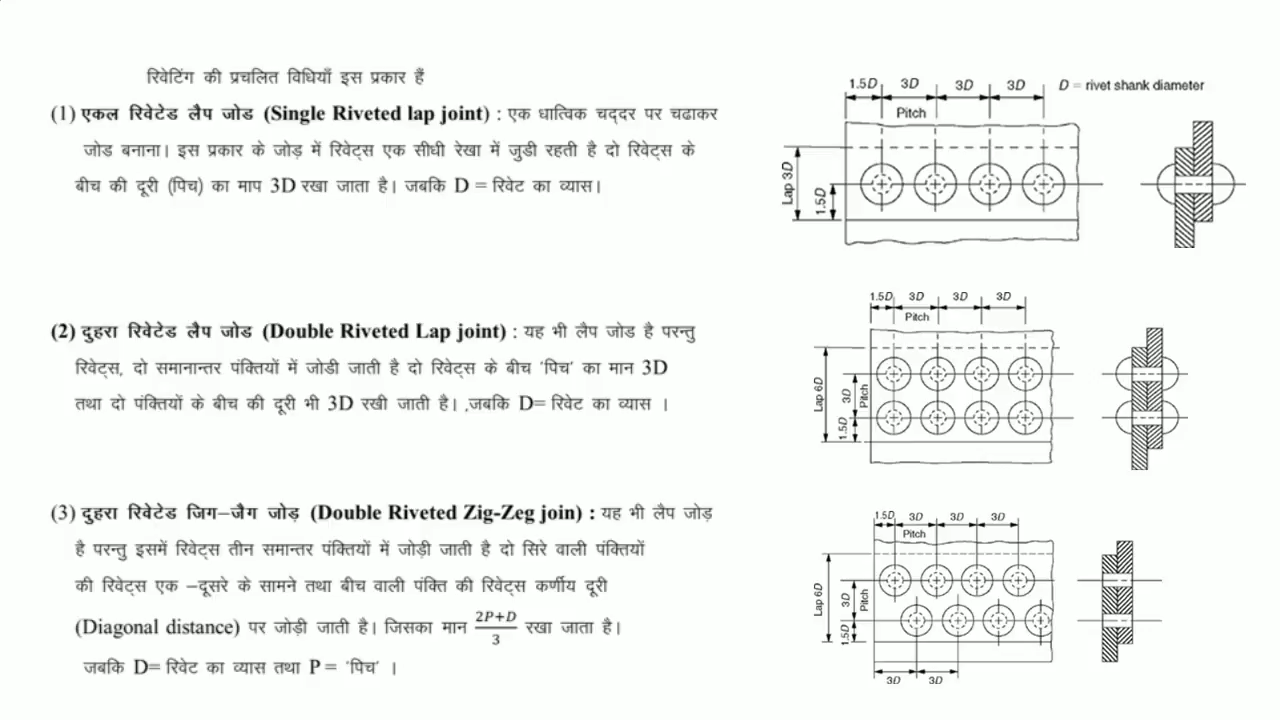 रिवेटिंग की प्रचलित विधियाँ इस प्रकार हैं
(1) एकल रिवेटेड लैप जोड (Single Riveted lap joint) : एक धात्विक चद्दर पर चढाकर
जोड बनाना। इस प्रकार के जोड़ में रिवेट्स एक सीधी रेखा में जुडी रहती है दो रिवेट्स के
बीच की दूरी (पिच) का माप 3D रखा जाता है। जबकि D = रिवेट का व्यास।
1.5D 3D 3D 3D D = rivet shank diameter
Pitch
Lap 3D
1.5D
(2) दुहरा रिवेटेड लैप जोड (Double Riveted Lap joint) : यह भी लैप जोड है परन्तु
रिवेट्स, दो समानान्तर पंक्तियों में जोडी जाती है दो रिवेट्स के बीच 'पिच' का मान 3D
तथा दो पंक्तियों के बीच की दूरी भी 3D रखी जाती है। ,जबकि D= रिवेट का व्यास ।
1.5D 3D 3D 3D
Pitch
Lap 6D
3D
Pitch
1.5D
(3) दुहरा रिवेटेड जिग–जैग जोड़ (Double Riveted Zig-Zeg join) : यह भी लैप जोड़
है परन्तु इसमें रिवेट्स तीन समान्तर पंक्तियों में जोड़ी जाती है दो सिरे वाली पंक्तियों
की रिवेट्स एक –दूसरे के सामने तथा बीच वाली पंक्ति की रिवेट्स कर्णीय दूरी
(Diagonal distance) पर जोड़ी जाती है। जिसका मान 2P+D/3 रखा जाता है।
जबकि D= रिवेट का व्यास तथा P = 'पिच' ।
1.5D 3D 3D 3D
Pitch
Lap 6D
3D
Pitch
1.5D
3D 3D